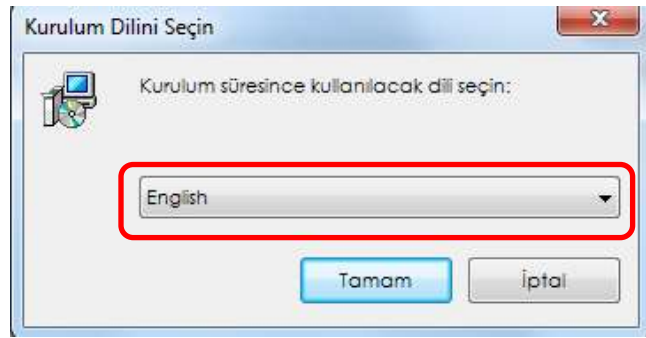 Kurulum Dilini Seçin
Kurulum süresince kullanılacak dili seçin:
English
Tamam
İptal